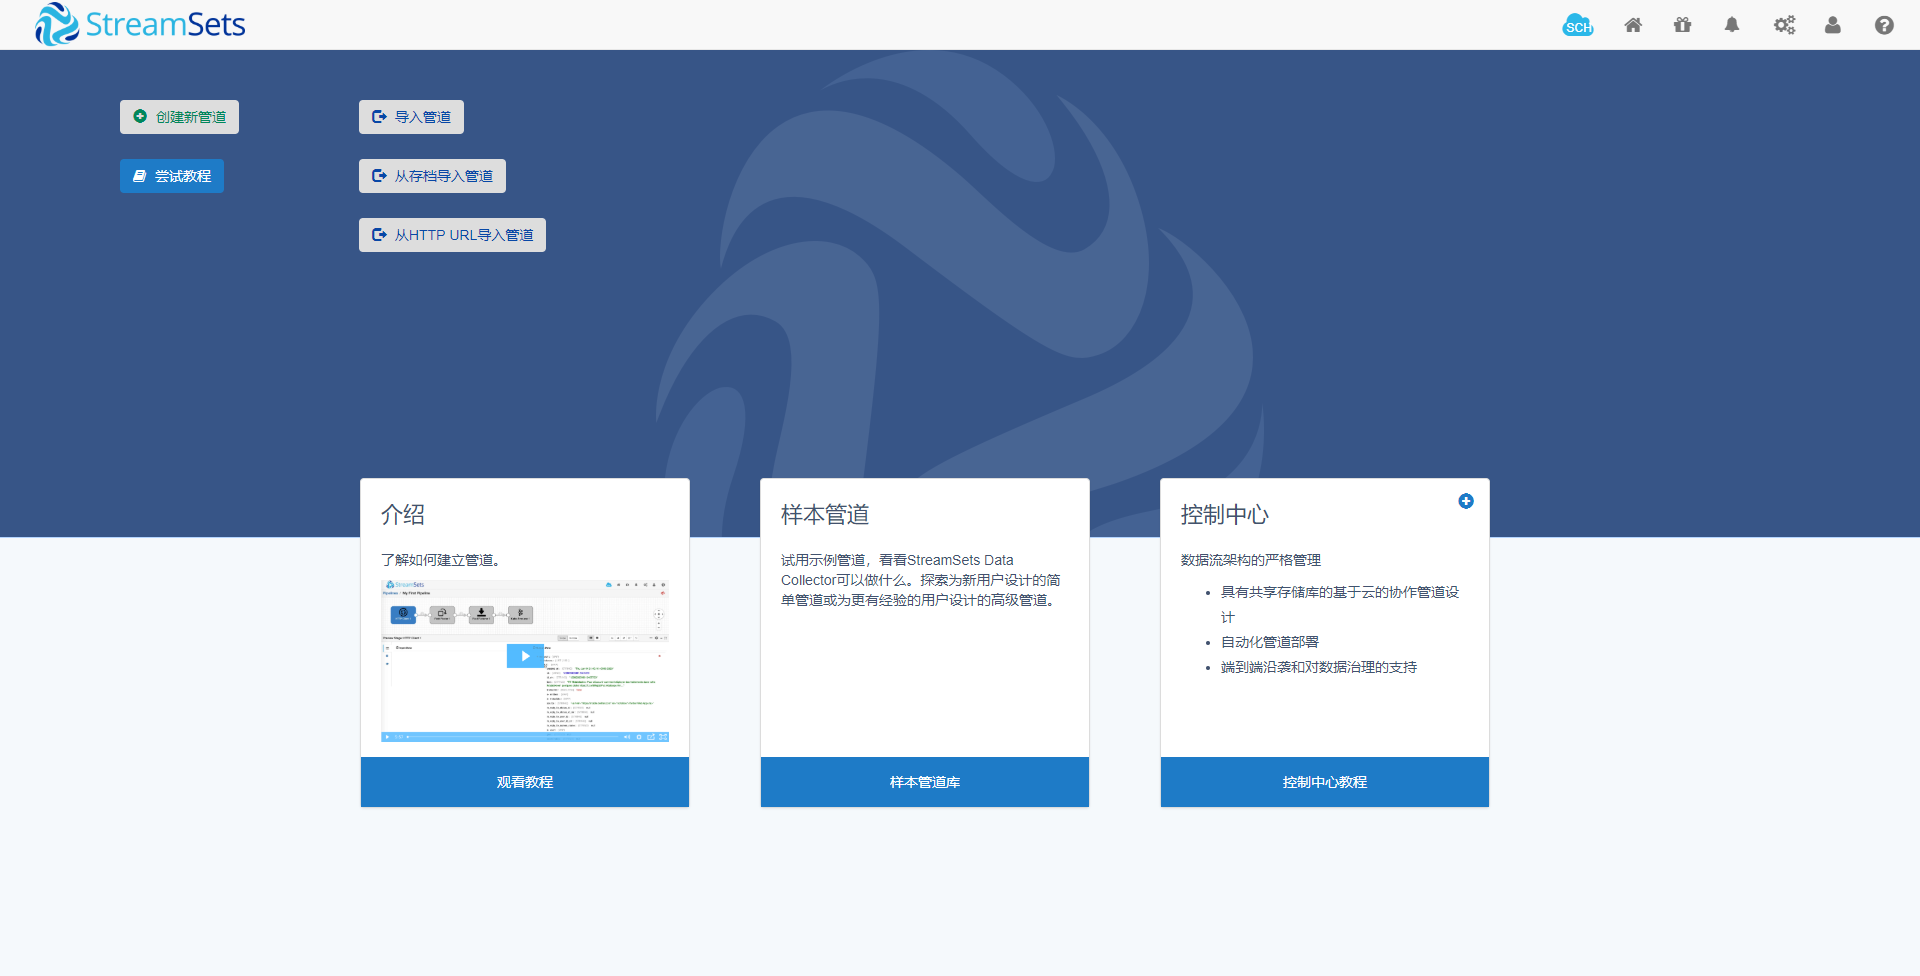 StreamSets
SCH
创建新管道
导入管道
尝试教程
从存档导入管道
从HTTP URL导入管道
介绍
了解如何建立管道。
StreamSets
观看教程
样本管道
试用示例管道，看看StreamSets Data
Collector可以做什么。探索为新用户设计的简
单管道或为更有经验的用户设计的高级管道。
样本管道库
控制中心
数据流架构的严格管理
具有共享存储库的基于云的协作管道设
计
自动化管道部署
端到端沿袭和对数据治理的支持
控制中心教程